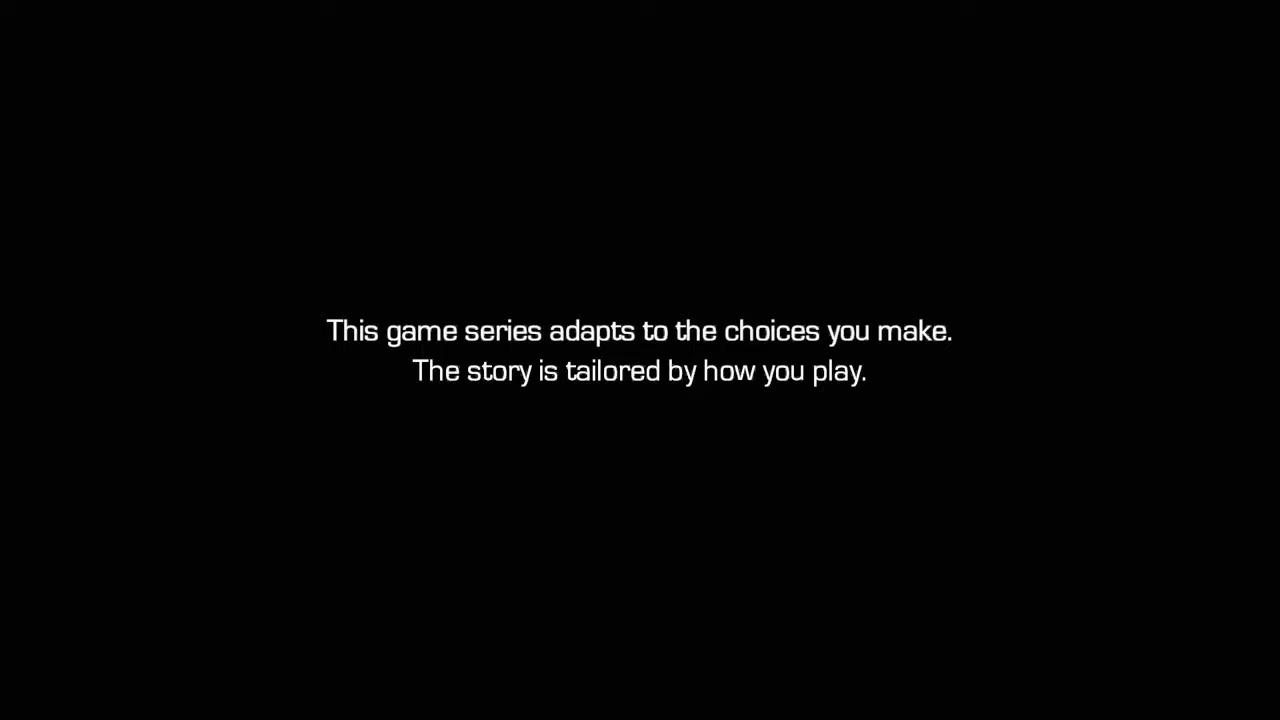 This game series adapts to the choices you make.
The story is tailored by how you play.